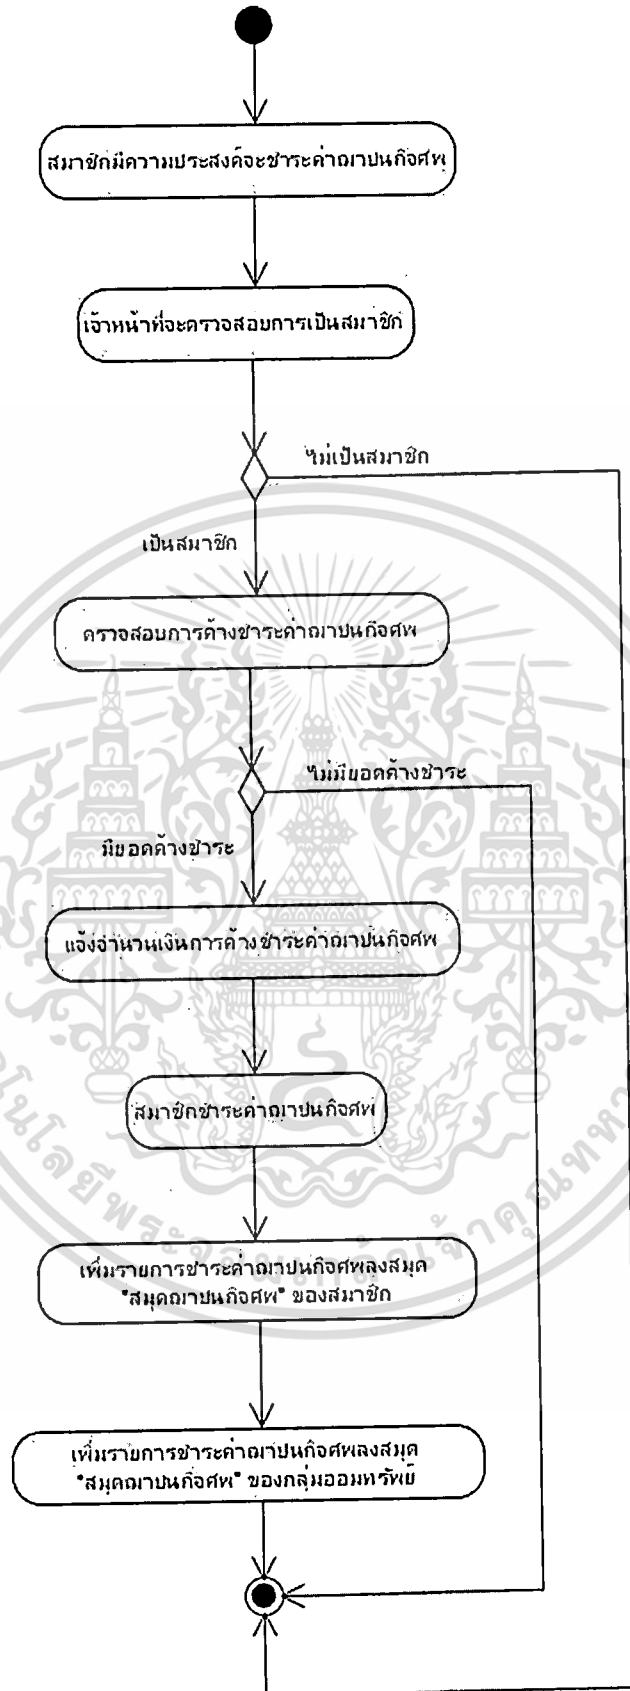 สมาชิกมีความประสงค์จะชำระค่าฌาปนกิจศพ
เจ้าหน้าที่จะตรวจสอบการเป็นสมาชิก
ไม่เป็นสมาชิก
เป็นสมาชิก
ตรวจสอบการค้างชำระค่าฌาปนกิจศพ
ไม่มียอดค้างชำระ
มียอดค้างชำระ
แจ้งจำนวนเงินการค้างชำระค่าฌาปนกิจศพ
สมาชิกชำระค่าฌาปนกิจศพ
เพิ่มรายการชำระค่าฌาปนกิจศพลงสมุด
"สมุดฌาปนกิจศพ" ของสมาชิก
เพิ่มรายการชำระค่าฌาปนกิจศพลงสมุด
"สมุดฌาปนกิจศพ" ของกลุ่มออมทรัพย์